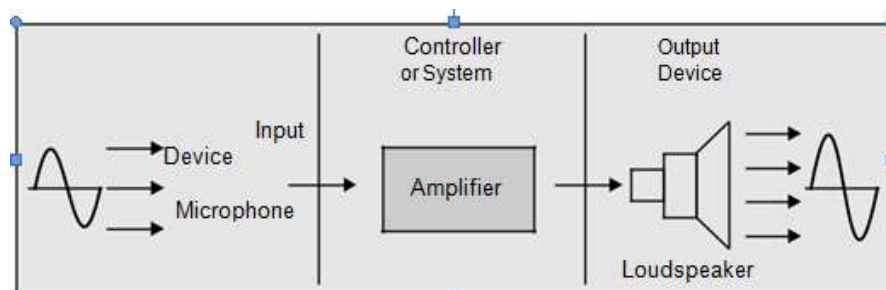 Controller
or System
Output
Device
Input
Device
Microphone
Amplifier
Loudspeaker